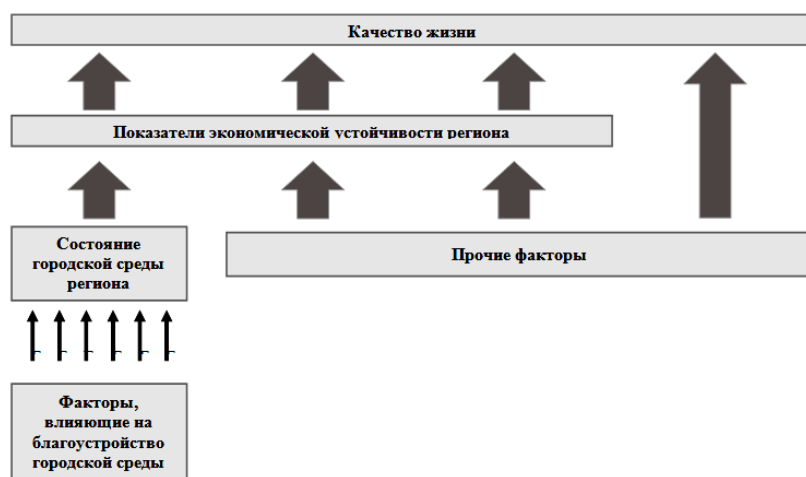 Качество жизни
Показатели экономической устойчивости региона
Состояние
городской среды
региона
Прочие факторы
Факторы,
влияющие на
благоустройство
городской среды